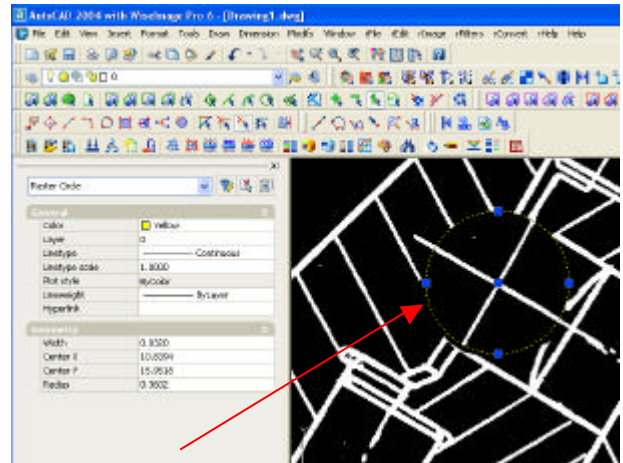 AutoCAD 2004 with WiseImage Pro 6 - [Drawing1.dwg]
File Edit View Insert Format Tools Draw Dimension Modify Window rFile rEdit rImage rFilters rConvert rHelp Help
0
Raster Circle
General
Color Yellow
Layer 0
Linetype Continuous
Linetype scale 1.0000
Plot style ByColor
Lineweight ByLayer
Hyperlink
Geometry
Width
Center X
Center Y
Radius